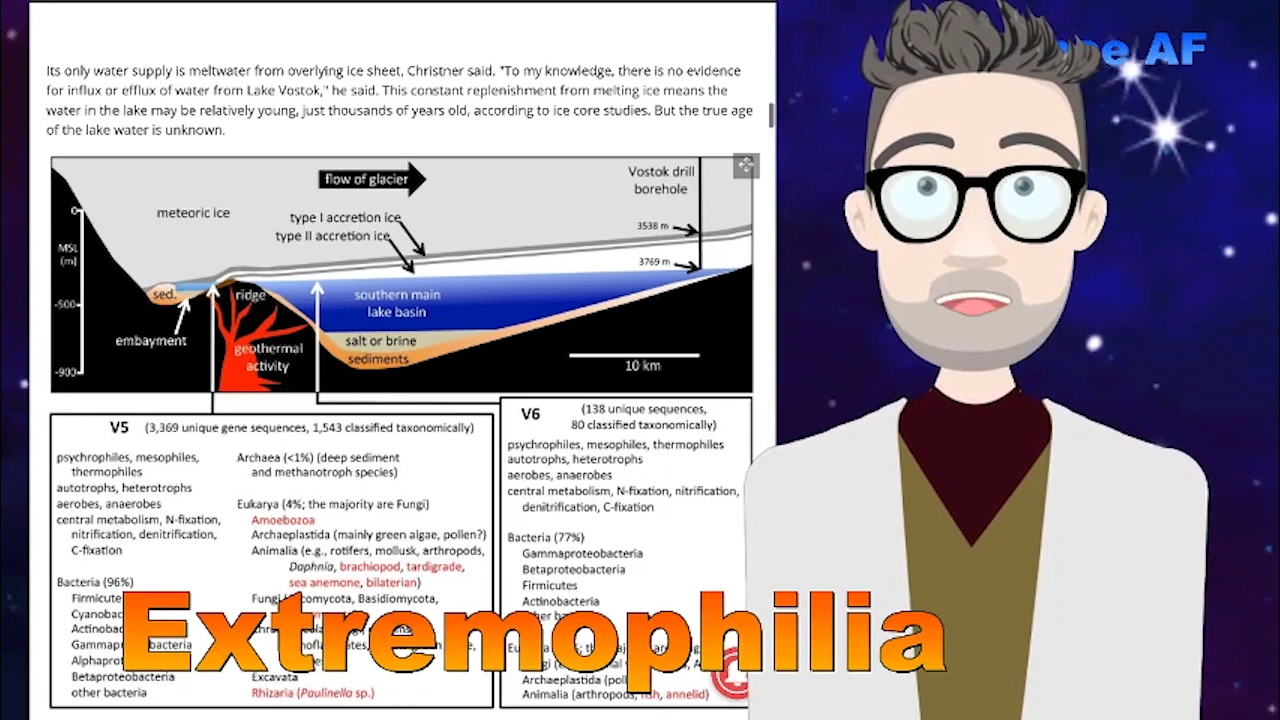 AF
Its only water supply is meltwater from overlying ice sheet, Christner said. "To my knowledge, there is no evidence
for influx or efflux of water from Lake Vostok," he said. This constant replenishment from melting ice means the
water in the lake may be relatively young, just thousands of years old, according to ice core studies. But the true age
of the lake water is unknown.
flow of glacier
Vostok drill
borehole
meteoric ice
0
type I accretion ice
type II accretion ice
3538 m
MSL
(m)
3769 m
sed.
ridge
southern main
lake basin
-500
embayment
geothermal
activity
salt or brine
sediments
10 km
-900
V5 (3,369 unique gene sequences, 1,543 classified taxonomically)
psychrophiles, mesophiles,
thermophiles
autotrophs, heterotrophs
aerobes, anaerobes
central metabolism, N-fixation,
nitrification, denitrification,
C-fixation
Bacteria (96%)
Betaproteobacteria
other bacteria
Archaea (<1%) (deep sediment
and methanotroph species)
Eukarya (4%; the majority are Fungi)
Amoebozoa
Archaeplastida (mainly green algae, pollen?)
Animalia (e.g., rotifers, mollusk, arthropods,
Daphnia, brachiopod, tardigrade,
sea anemone, bilaterian)
Basidiomycota,
Excavata
Rhizaria (Paulinella sp.)
V6 (138 unique sequences,
80 classified taxonomically)
psychrophiles, mesophiles, thermophiles
autotrophs, heterotrophs
aerobes, anaerobes
central metabolism, N-fixation, nitrification,
denitrification, C-fixation
Bacteria (77%)
Gammaproteobacteria
Betaproteobacteria
Firmicutes
Actinobacteria
Archaeplastida
Animalia (arthropods, fish, annelid)
Extremophilia